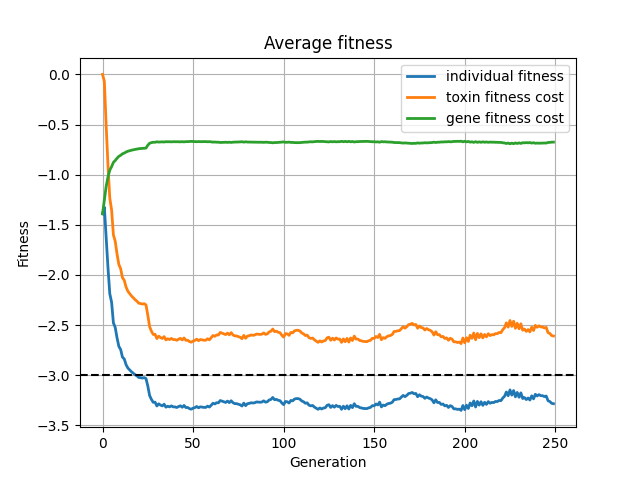 Average fitness
individual fitness
toxin fitness cost
gene fitness cost
Fitness
0.0
−0.5
−1.0
−1.5
−2.0
−2.5
−3.0
−3.5
0 50 100 150 200 250
Generation